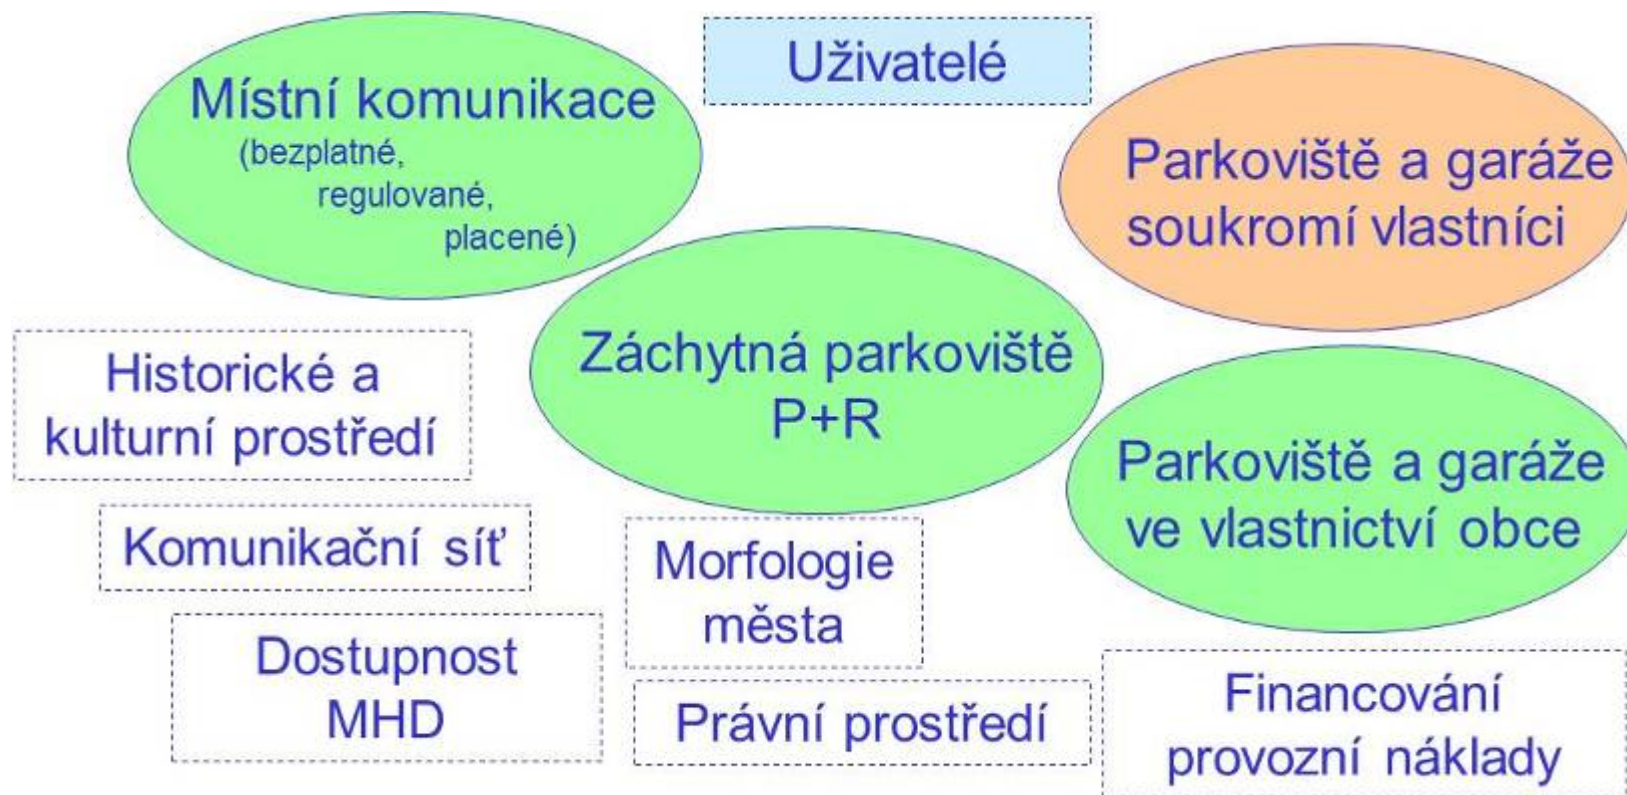 Místní komunikace
(bezplatné,
regulované,
placené)
Uživatelé
Parkoviště a garáže
soukromí vlastníci
Záchytná parkoviště
P+R
Historické a
kulturní prostředí
Parkoviště a garáže
ve vlastnictví obce
Komunikační síť
Morfologie
města
Dostupnost
MHD
Právní prostředí
Financování
provozní náklady